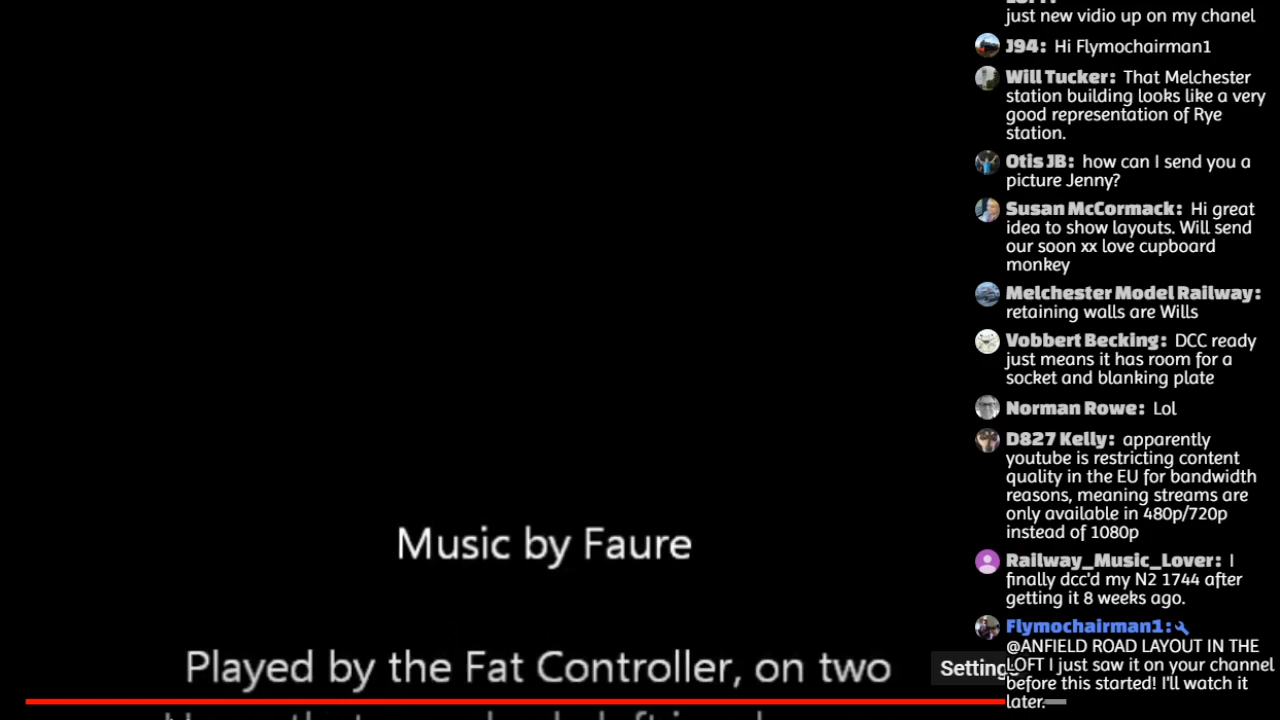 just new vidio up on my chanel
J94: Hi Flymochairman1
Will Tucker: That Melchester
station building looks like a very
good representation of Rye
station.
Otis JB: how can I send you a
picture Jenny?
Susan McCormack: Hi great
idea to show layouts. Will send
our soon xx love cupboard
monkey
Melchester Model Railway:
retaining walls are Wills
Vobbert Becking: DCC ready
just means it has room for a
socket and blanking plate
Norman Rowe: Lol
D827 Kelly: apparently
youtube is restricting content
quality in the EU for bandwidth
reasons, meaning streams are
only available in 480p/720p
instead of 1080p
Railway_Music_Lover: I
finally dcc'd my N2 1744 after
getting it 8 weeks ago.
Flymochairman1:
@ANFIELD ROAD LAYOUT IN THE
LOFT I just saw it on your channel
before this started! I'll watch it
later.
Music by Faure
Played by the Fat Controller, on two
Setting